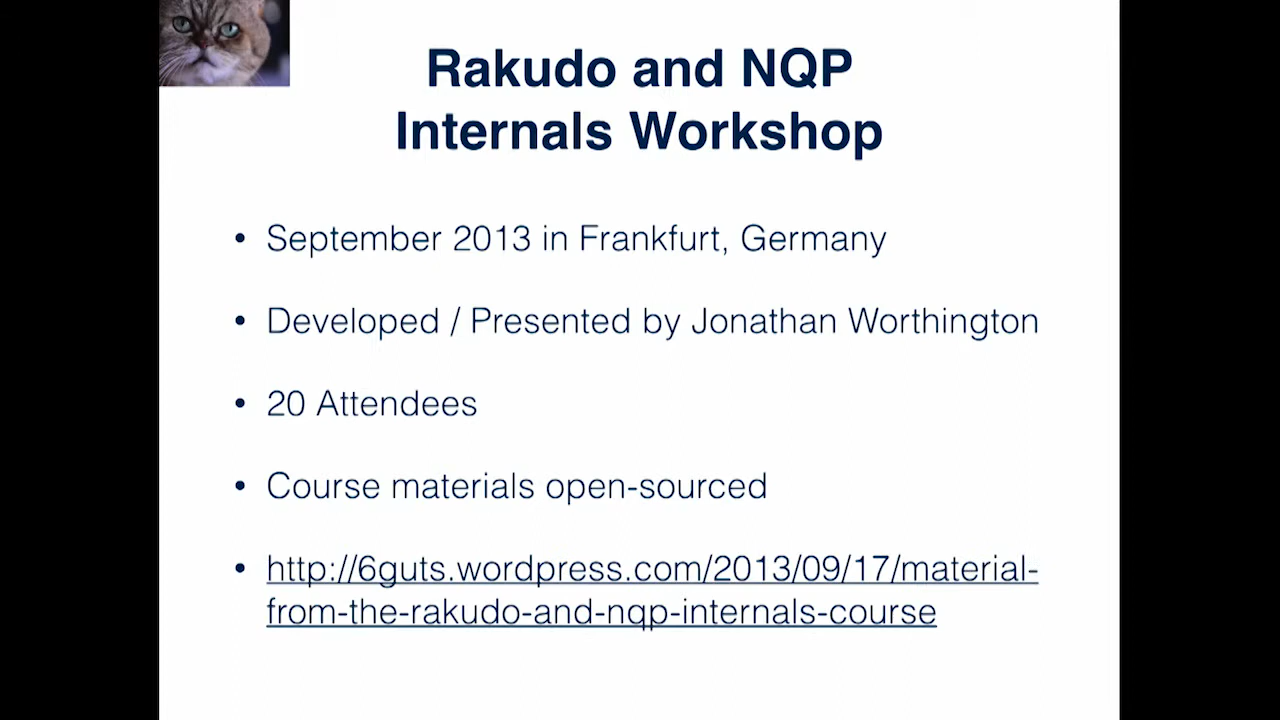 Rakudo and NQP
Internals Workshop
• September 2013 in Frankfurt, Germany
• Developed / Presented by Jonathan Worthington
• 20 Attendees
• Course materials open-sourced
• http://6guts.wordpress.com/2013/09/17/material-
from-the-rakudo-and-nqp-internals-course